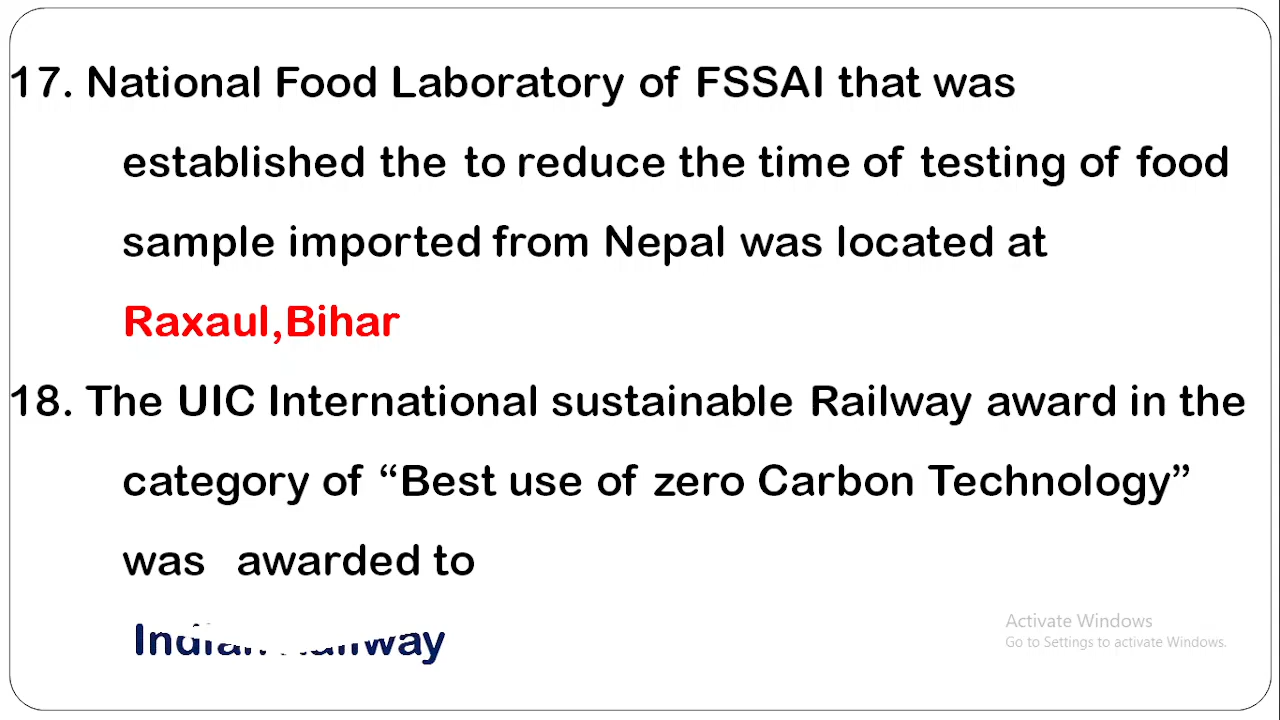 17. National Food Laboratory of FSSAI that was
established the to reduce the time of testing of food
sample imported from Nepal was located at
Raxaul,Bihar
18. The UIC International sustainable Railway award in the
category of “Best use of zero Carbon Technology”
was awarded to
Indian Railway
Activate Windows
Go to Settings to activate Windows.